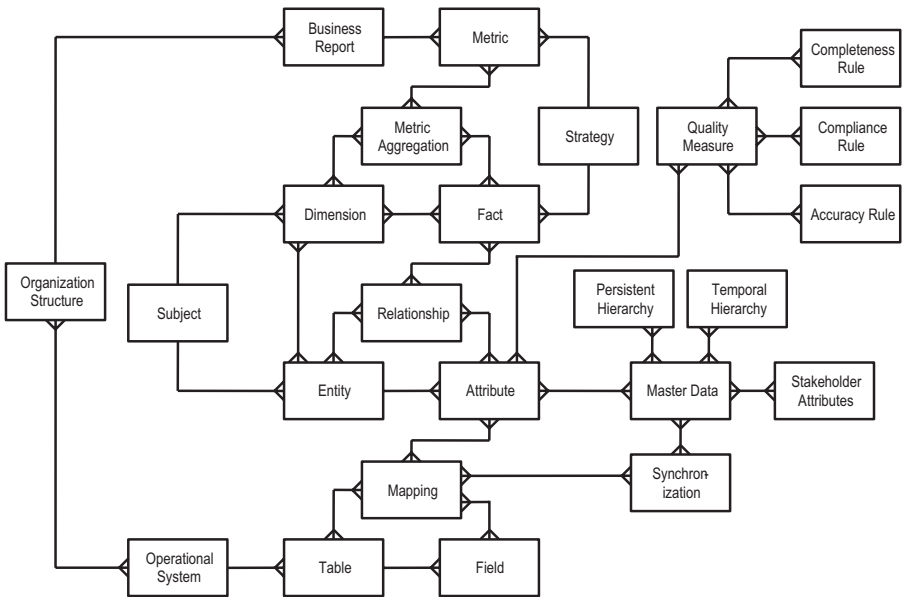 Business
Report
Metric
Completeness
Rule
Metric
Aggregation
Strategy
Quality
Measure
Compliance
Rule
Dimension
Fact
Accuracy Rule
Organization
Structure
Subject
Relationship
Persistent
Hierarchy
Temporal
Hierarchy
Entity
Attribute
Master Data
Stakeholder
Attributes
Mapping
Synchron-
ization
Operational
System
Table
Field